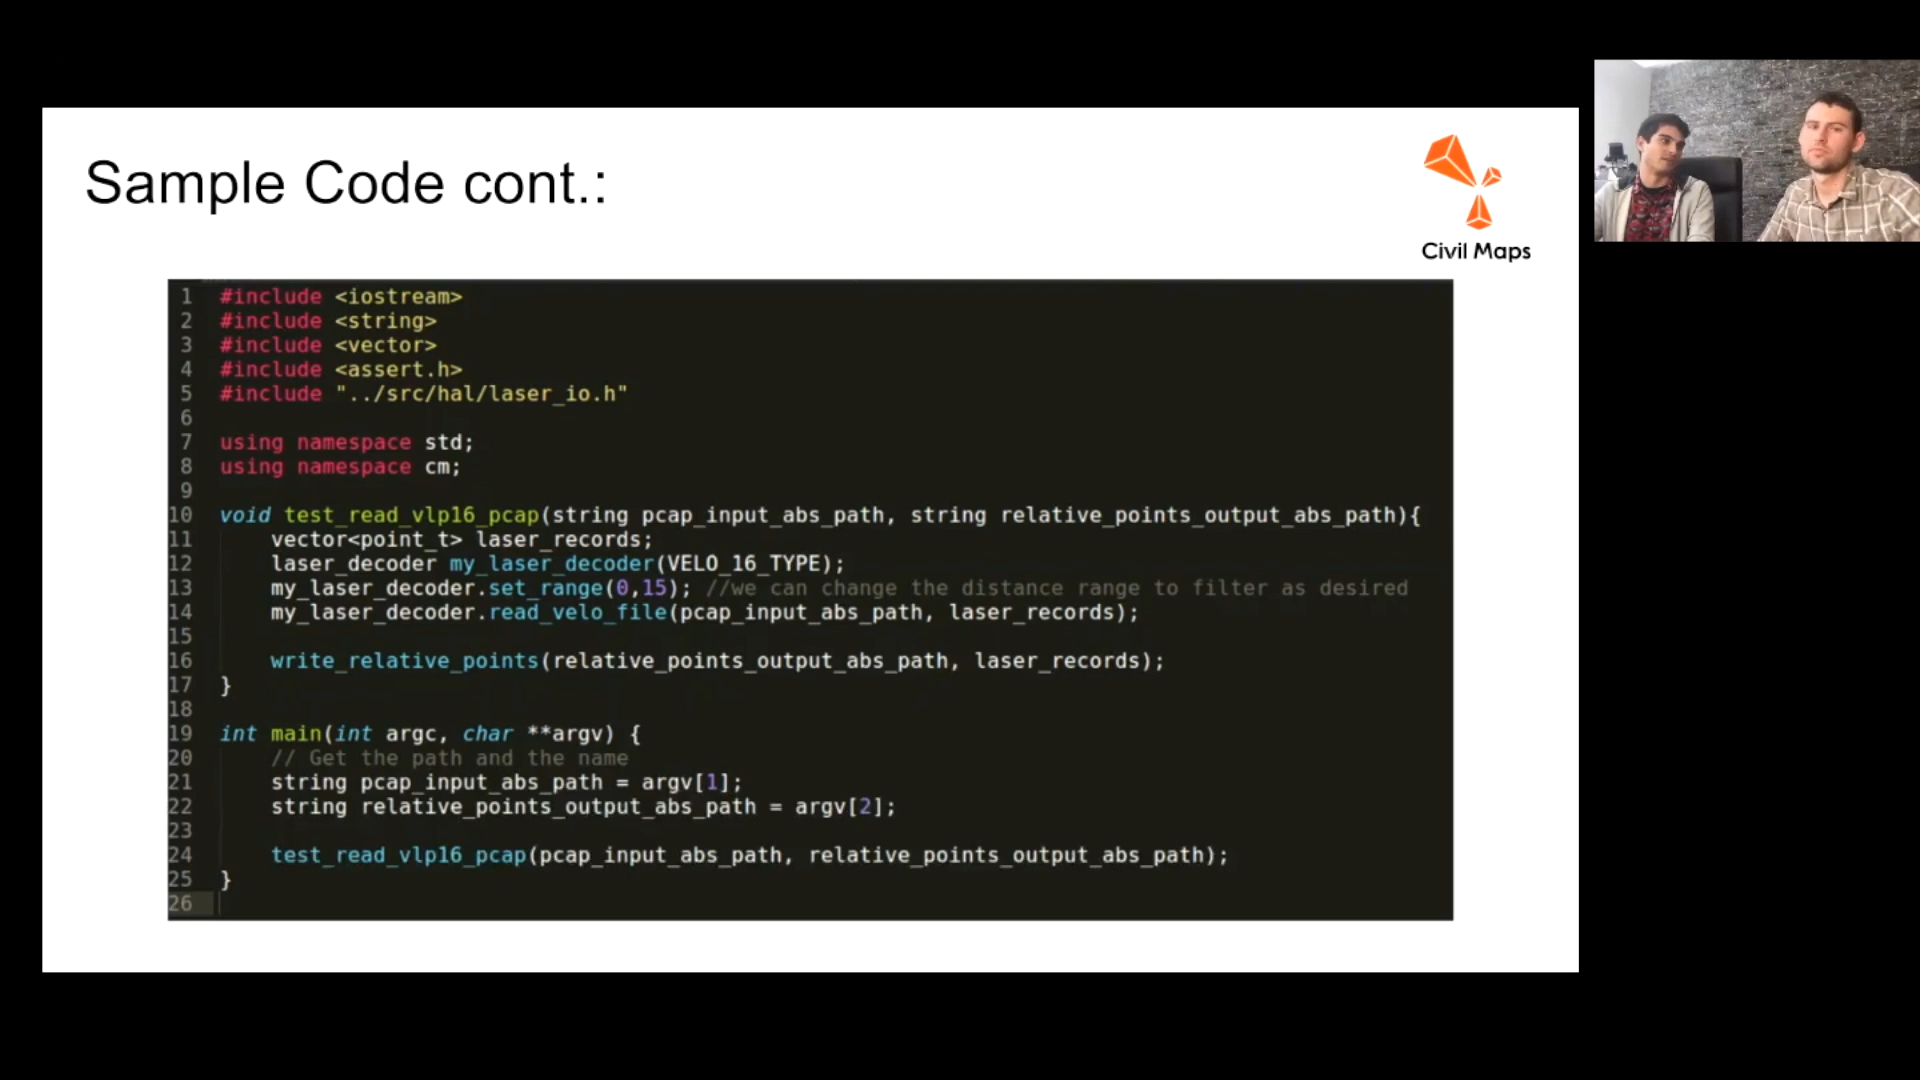 Sample Code cont.:
Civil Maps
1 #include <iostream>
2 #include <string>
3 #include <vector>
4 #include <assert.h>
5 #include "../src/hal/laser_io.h"
6
7 using namespace std;
8 using namespace cm;
9
10 void test_read_vlp16_pcap(string pcap_input_abs_path, string relative_points_output_abs_path){
11     vector<point_t> laser_records;
12     laser_decoder my_laser_decoder(VELO_16_TYPE);
13     my_laser_decoder.set_range(0,15); //we can change the distance range to filter as desired
14     my_laser_decoder.read_velo_file(pcap_input_abs_path, laser_records);
15
16     write_relative_points(relative_points_output_abs_path, laser_records);
17 }
18
19 int main(int argc, char **argv) {
20     // Get the path and the name
21     string pcap_input_abs_path = argv[1];
22     string relative_points_output_abs_path = argv[2];
23
24     test_read_vlp16_pcap(pcap_input_abs_path, relative_points_output_abs_path);
25 }
26